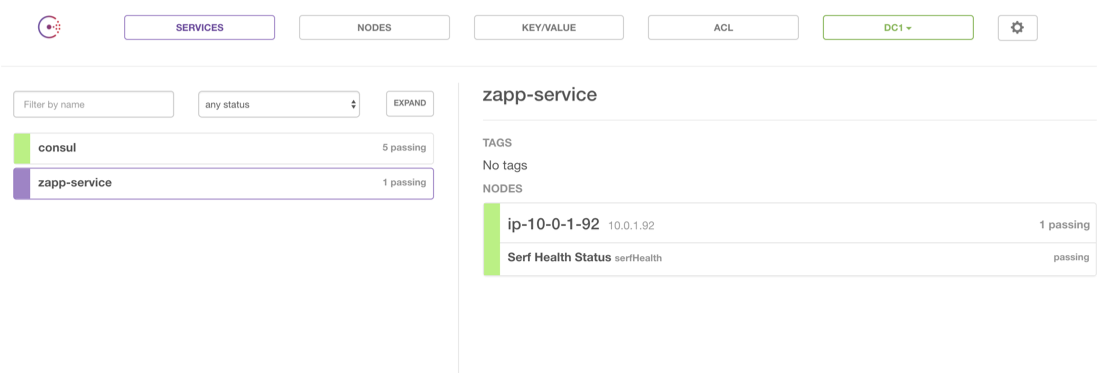 SERVICES NODES KEY/VALUE ACL DC1
Filter by name any status EXPAND
consul 5 passing
zapp-service 1 passing
zapp-service
TAGS
No tags
NODES
ip-10-0-1-92 10.0.1.92 1 passing
Serf Health Status serfHealth passing